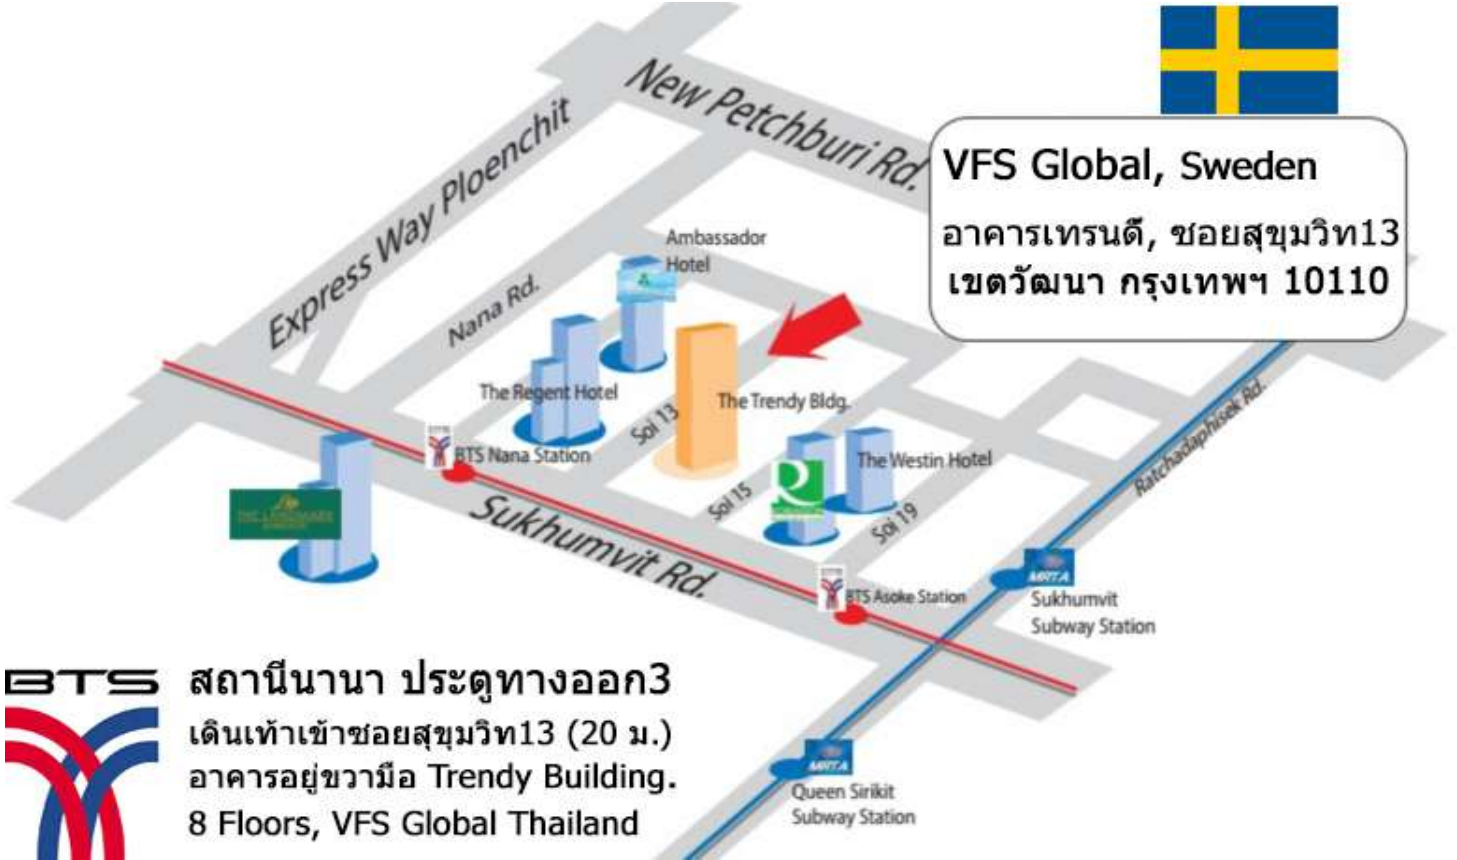 New Petchburi Rd.
Express Way Ploenchit
VFS Global, Sweden
อาคารเทรนดี้, ซอยสุขุมวิท13
เขตวัฒนา กรุงเทพฯ 10110
Ambassador
Hotel
Nana Rd.
The Regent Hotel
Soi 13
The Trendy Bldg.
BTS Nana Station
The Westin Hotel
Soi 15
Soi 19
Ratchadaphisek Rd.
THE LANDMARK
Sukhumvit Rd.
BTS Asoke Station
MRTA
Sukhumvit
Subway Station
MRTA
Queen Sirikit
Subway Station
BTS
สถานีนานา ประตูทางออก3
เดินเท้าเข้าซอยสุขุมวิท13 (20 ม.)
อาคารอยู่ขวามือ Trendy Building.
8 Floors, VFS Global Thailand